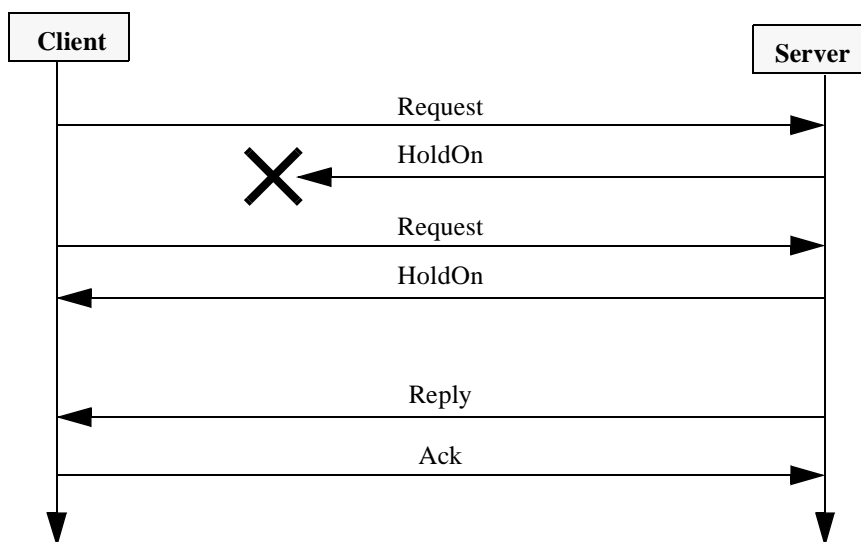 Client
Server
Request
HoldOn
Request
HoldOn
Reply
Ack